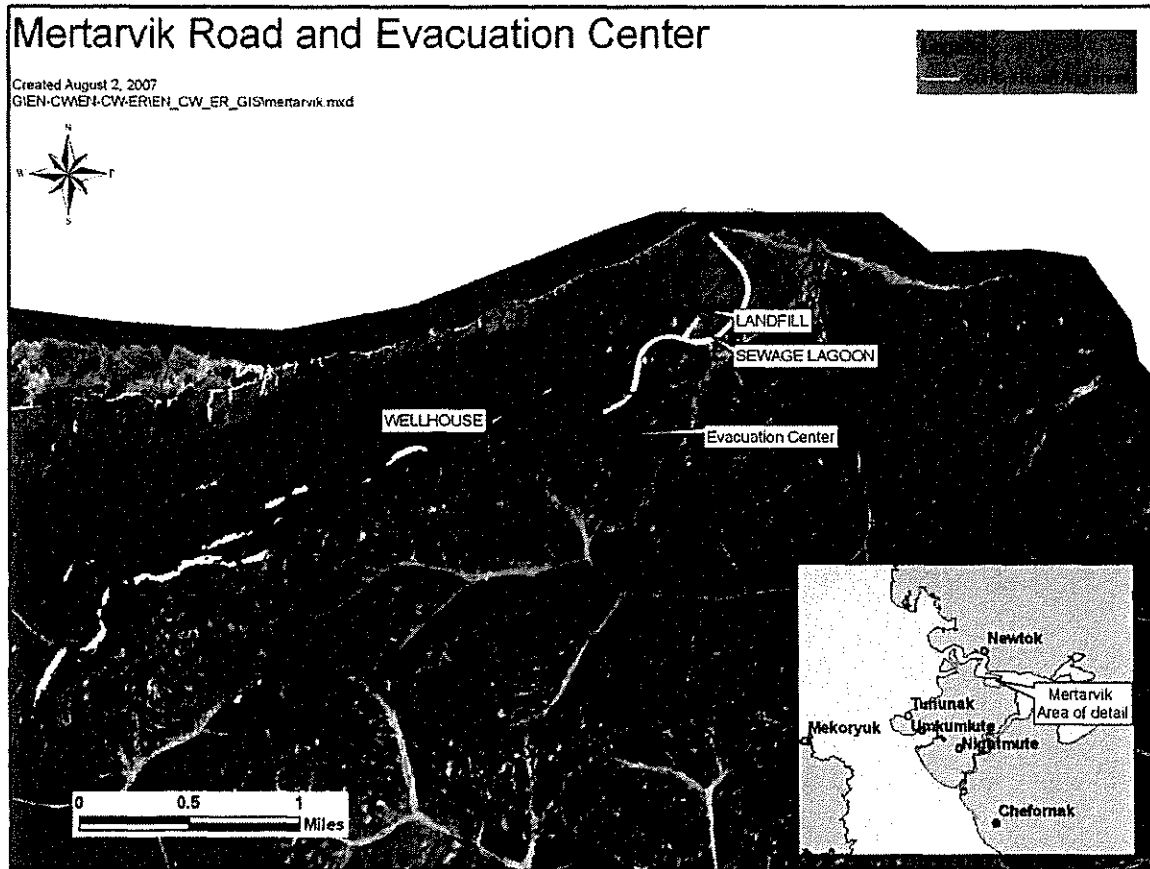 Mertarvik Road and Evacuation Center
Created August 2, 2007
G:\EN-CW\EN-CW-ER\EN_CW_ER_GIS\mertarvik.mxd
N
W
S
LANDFILL
SEWAGE LAGOON
WELLHOUSE
Evacuation Center
Newtok
Mertarvik
Area of detail
Tununak
Umkumiute
Mekoryuk
Nightmute
Chefornak
0 0.5 1
Miles